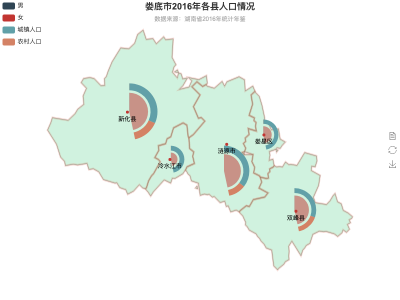 娄底市2016年各县人口情况
数据来源：湖南省2016年统计年鉴
男
女
城镇人口
农村人口
新化县
娄星区
涟源市
冷水江市
双峰县